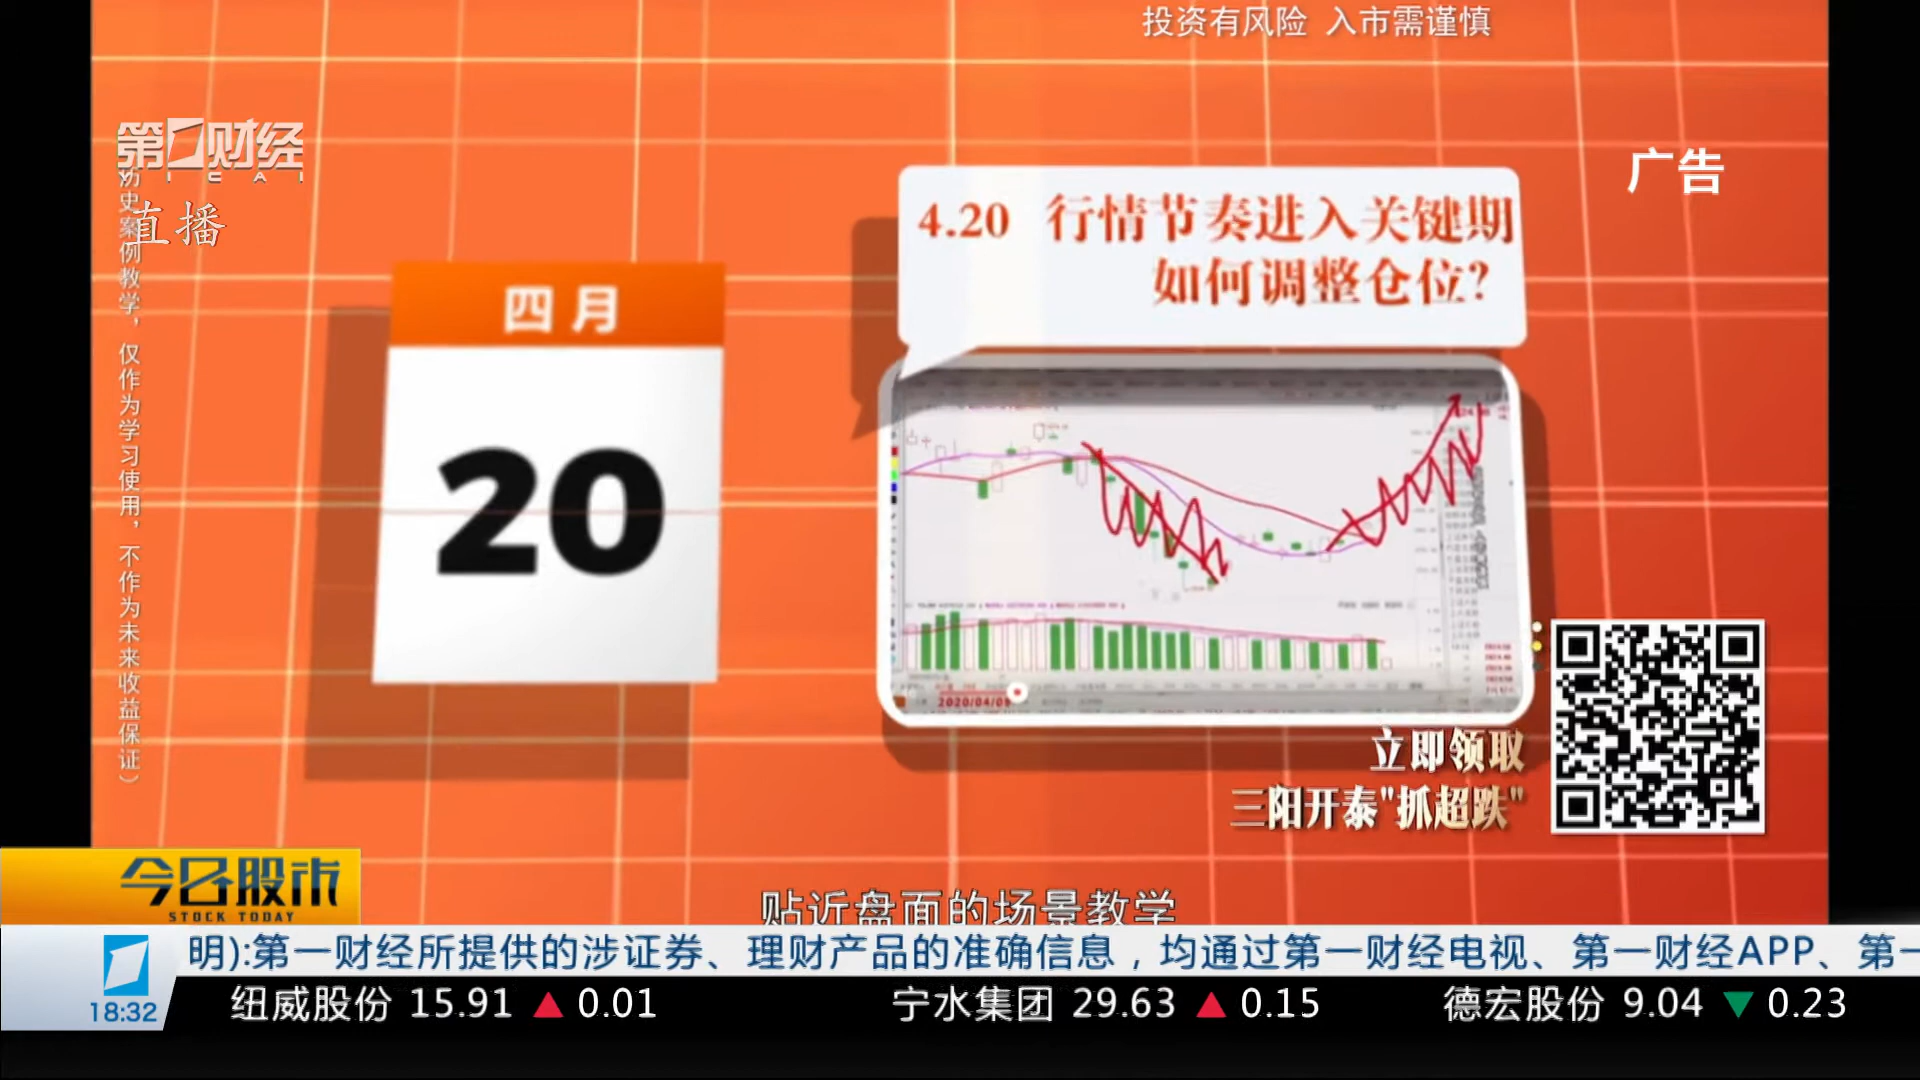 投资有风险 入市需谨慎
第一财经
YICAI
直播
广告
历史案例教学，仅作为学习使用，不作为未来收益保证）
4.20 行情节奏进入关键期
如何调整仓位?
四月
20
2020/04/09
立即领取
三阳开泰"抓超跌"
今日股市
STOCK TODAY
贴近盘面的场景教学
明):第一财经所提供的涉证券、理财产品的准确信息，均通过第一财经电视、第一财经APP、第一
18:32
纽威股份 15.91 ▲ 0.01 宁水集团 29.63 ▲ 0.15 德宏股份 9.04 ▼ 0.23